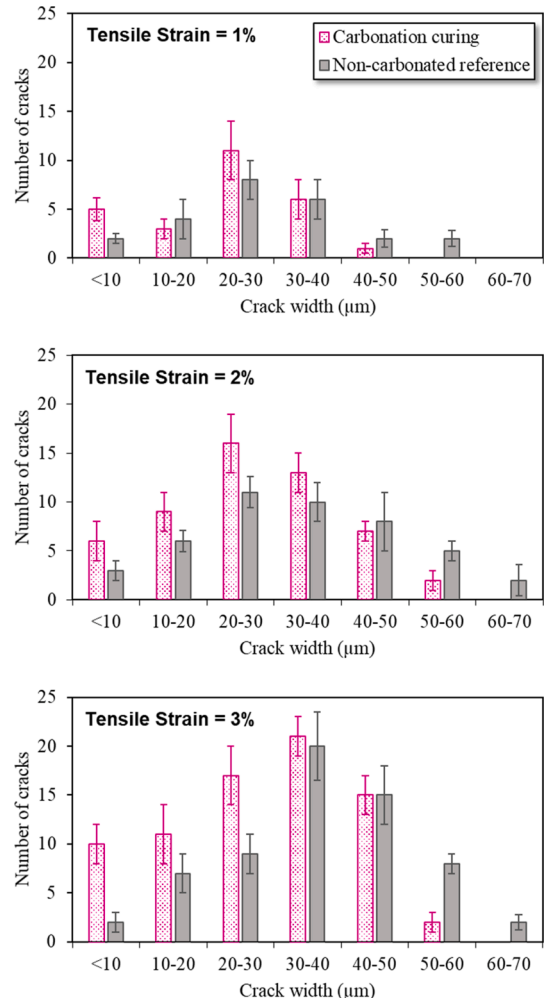 Tensile Strain = 1%
Carbonation curing
Non-carbonated reference
Number of cracks
25
20
15
10
5
0
<10 10-20 20-30 30-40 40-50 50-60 60-70
Crack width (µm)
Tensile Strain = 2%
Number of cracks
25
20
15
10
5
0
<10 10-20 20-30 30-40 40-50 50-60 60-70
Crack width (µm)
Tensile Strain = 3%
Number of cracks
25
20
15
10
5
0
<10 10-20 20-30 30-40 40-50 50-60 60-70
Crack width (µm)